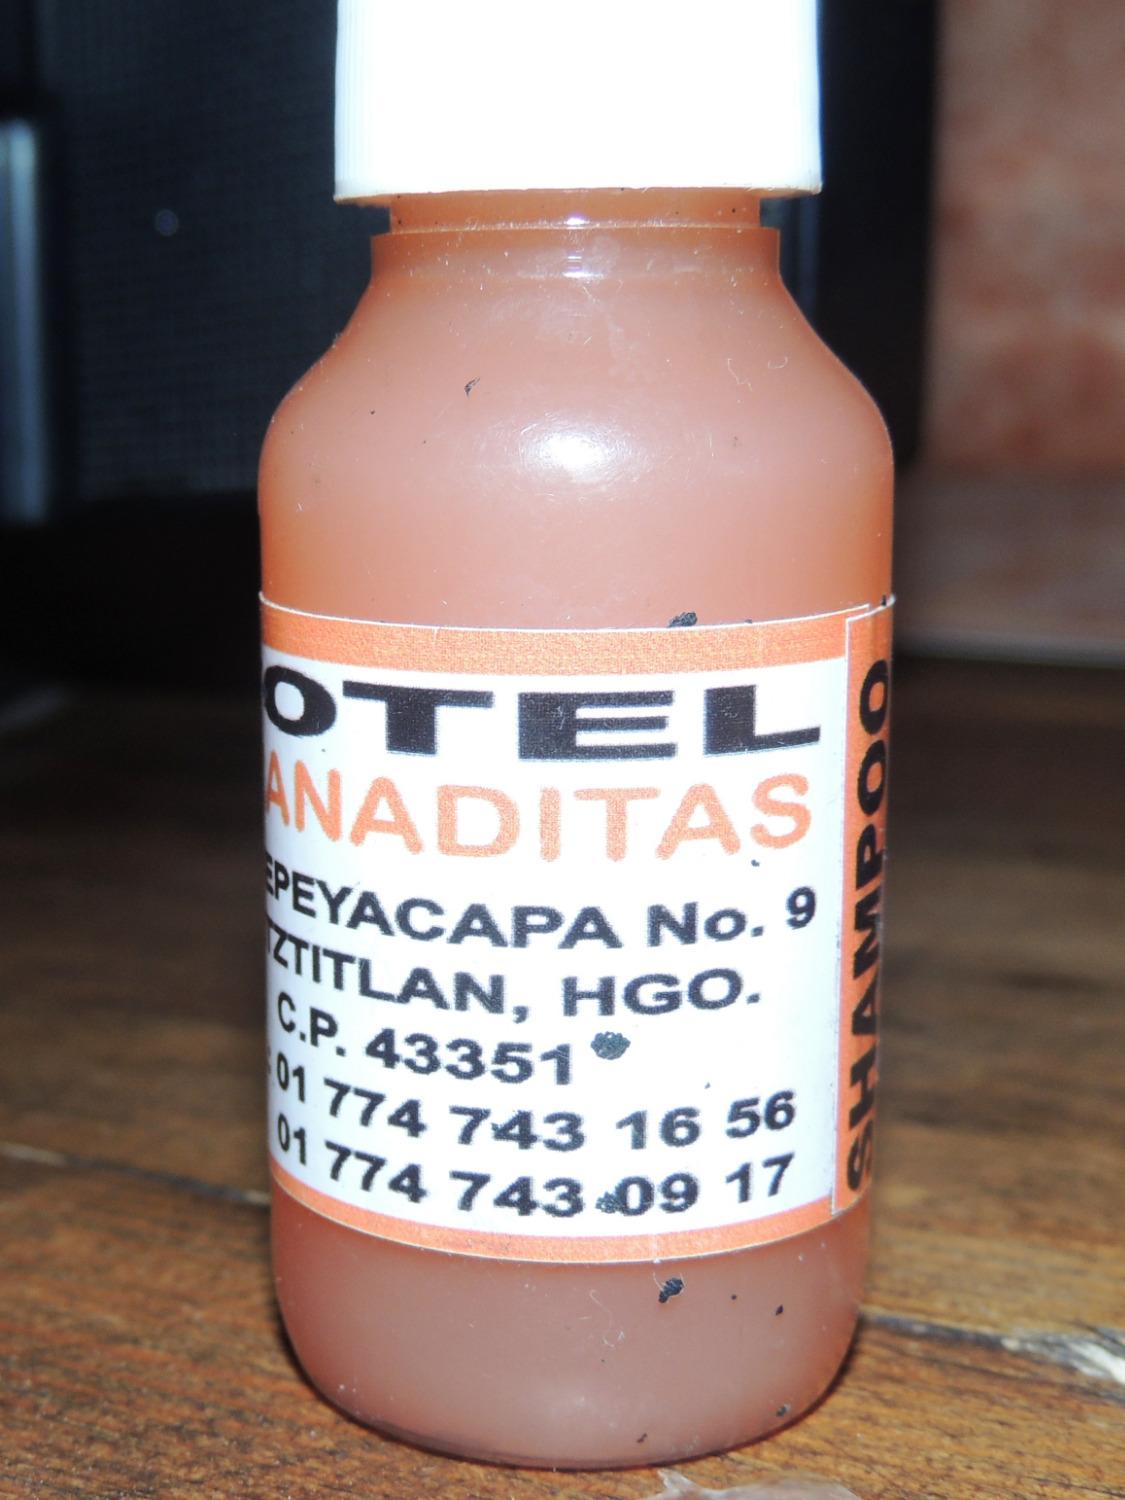 OTEL
ANADITAS
EPEYACAPA No. 9
TZTITLAN, HGO.
C.P. 43351
: 01 774 743 16 56
01 774 743 09 17
SHAMPOO